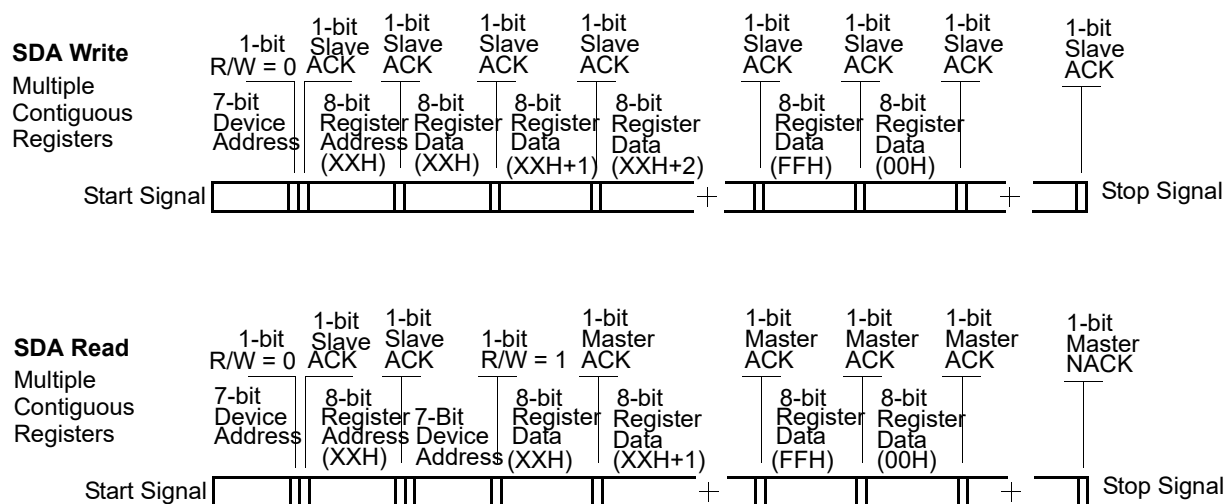 SDA Write
Multiple
Contiguous
Registers
1-bit
R/W = 0
1-bit
Slave
ACK
1-bit
Slave
ACK
1-bit
Slave
ACK
1-bit
Slave
ACK
1-bit
Slave
ACK
1-bit
Slave
ACK
1-bit
Slave
ACK
1-bit
Slave
ACK
7-bit
Device
Address
8-bit
Register
Address
(XXH)
8-bit
Register
Data
(XXH)
8-bit
Register
Data
(XXH+1)
8-bit
Register
Data
(XXH+2)
8-bit
Register
Data
(FFH)
8-bit
Register
Data
(00H)
Start Signal
Stop Signal
SDA Read
Multiple
Contiguous
Registers
1-bit
R/W = 0
1-bit
Slave
ACK
1-bit
Slave
ACK
1-bit
R/W = 1
1-bit
Master
ACK
1-bit
Master
ACK
1-bit
Master
ACK
1-bit
Master
ACK
1-bit
Master
NACK
7-bit
Device
Address
8-bit
Register
Address
(XXH)
7-Bit
Device
Address
8-bit
Register
Data
(XXH)
8-bit
Register
Data
(XXH+1)
8-bit
Register
Data
(FFH)
8-bit
Register
Data
(00H)
Start Signal
Stop Signal